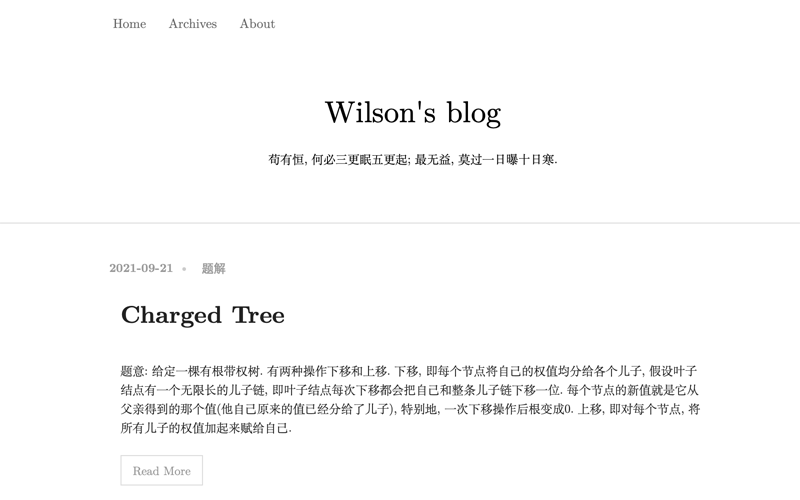 Home Archives About
Wilson's blog
苟有恒, 何必三更眠五更起; 最无益, 莫过一日曝十日寒.
2021-09-21 • 题解
Charged Tree
题意: 给定一棵有根带权树. 有两种操作下移和上移. 下移, 即每个节点将自己的权值均分给各个儿子, 假设叶子
结点有一个无限长的儿子链, 即叶子结点每次下移都会把自己和整条儿子链下移一位. 每个节点的新值就是它从
父亲得到的那个值(他自己原来的值已经分给了儿子), 特别地, 一次下移操作后根变成0. 上移, 即对每个节点, 将
所有儿子的权值加起来赋给自己.
Read More